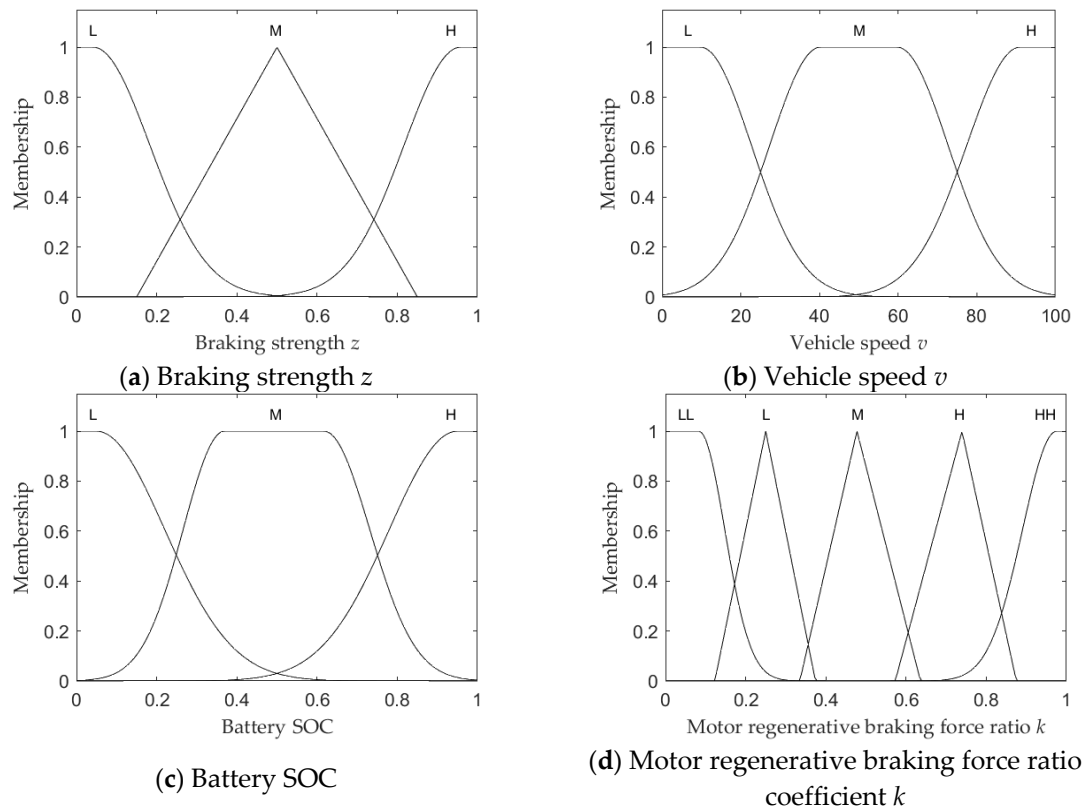 L M H
1
0.8
0.6
0.4
0.2
0
Membership
0 0.2 0.4 0.6 0.8 1
Braking strength z
(a) Braking strength z
L M H
1
0.8
0.6
0.4
0.2
0
Membership
0 20 40 60 80 100
Vehicle speed v
(b) Vehicle speed v
L M H
1
0.8
0.6
0.4
0.2
0
Membership
0 0.2 0.4 0.6 0.8 1
Battery SOC
(c) Battery SOC
LL L M H HH
1
0.8
0.6
0.4
0.2
0
Membership
0 0.2 0.4 0.6 0.8 1
Motor regenerative braking force ratio k
(d) Motor regenerative braking force ratio
coefficient k